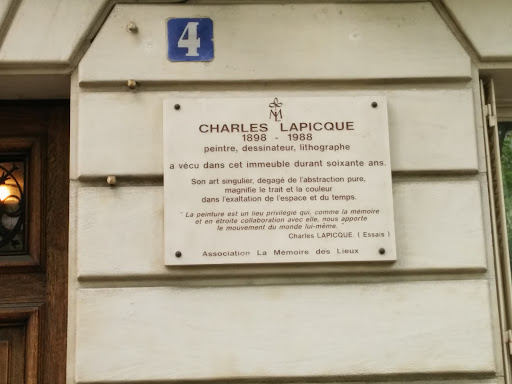 4
CHARLES LAPICQUE
1898 - 1988
peintre, dessinateur, lithographe
a vécu dans cet immeuble durant soixante ans.
Son art singulier, dégagé de l'abstraction pure,
magnifie le trait et la couleur
dans l'exaltation de l'espace et du temps.
" La peinture est un lieu privilégié qui, comme la mémoire
et en étroite collaboration avec elle, nous apporte
le mouvement du monde lui-même. "
Charles LAPICQUE. ( Essais )
Association La Mémoire des Lieux